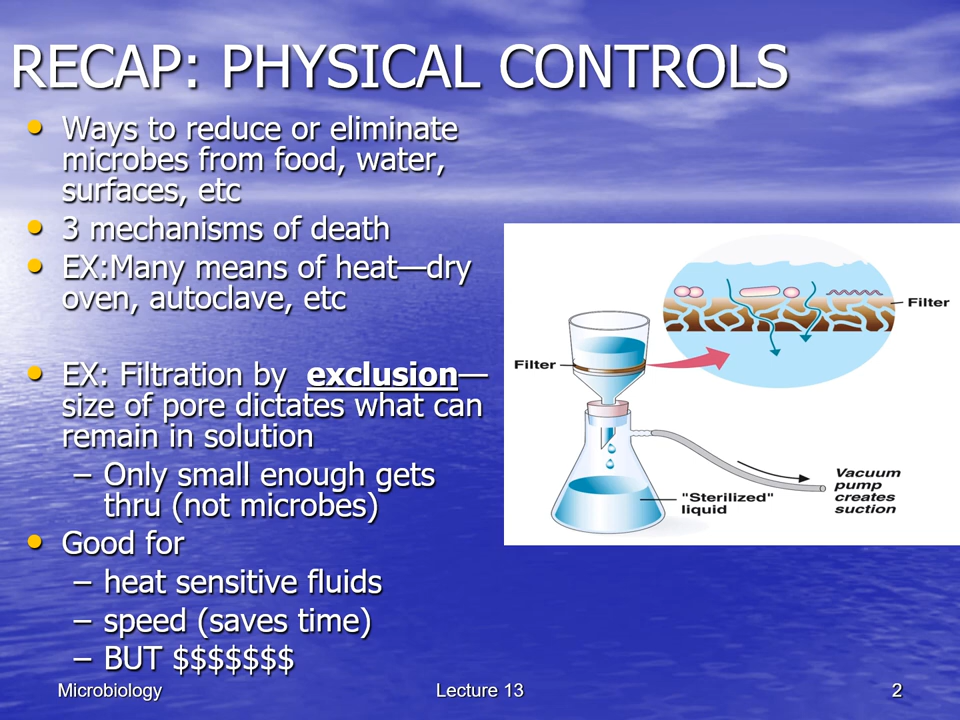 RECAP: PHYSICAL CONTROLS
• Ways to reduce or eliminate
microbes from food, water,
surfaces, etc
• 3 mechanisms of death
• EX:Many means of heat—dry
oven, autoclave, etc
• EX: Filtration by exclusion—
size of pore dictates what can
remain in solution
– Only small enough gets
thru (not microbes)
• Good for
– heat sensitive fluids
– speed (saves time)
– BUT $$$$$$$
Filter
Filter
"Sterilized"
liquid
Vacuum
pump
creates
suction
Microbiology
Lecture 13
2